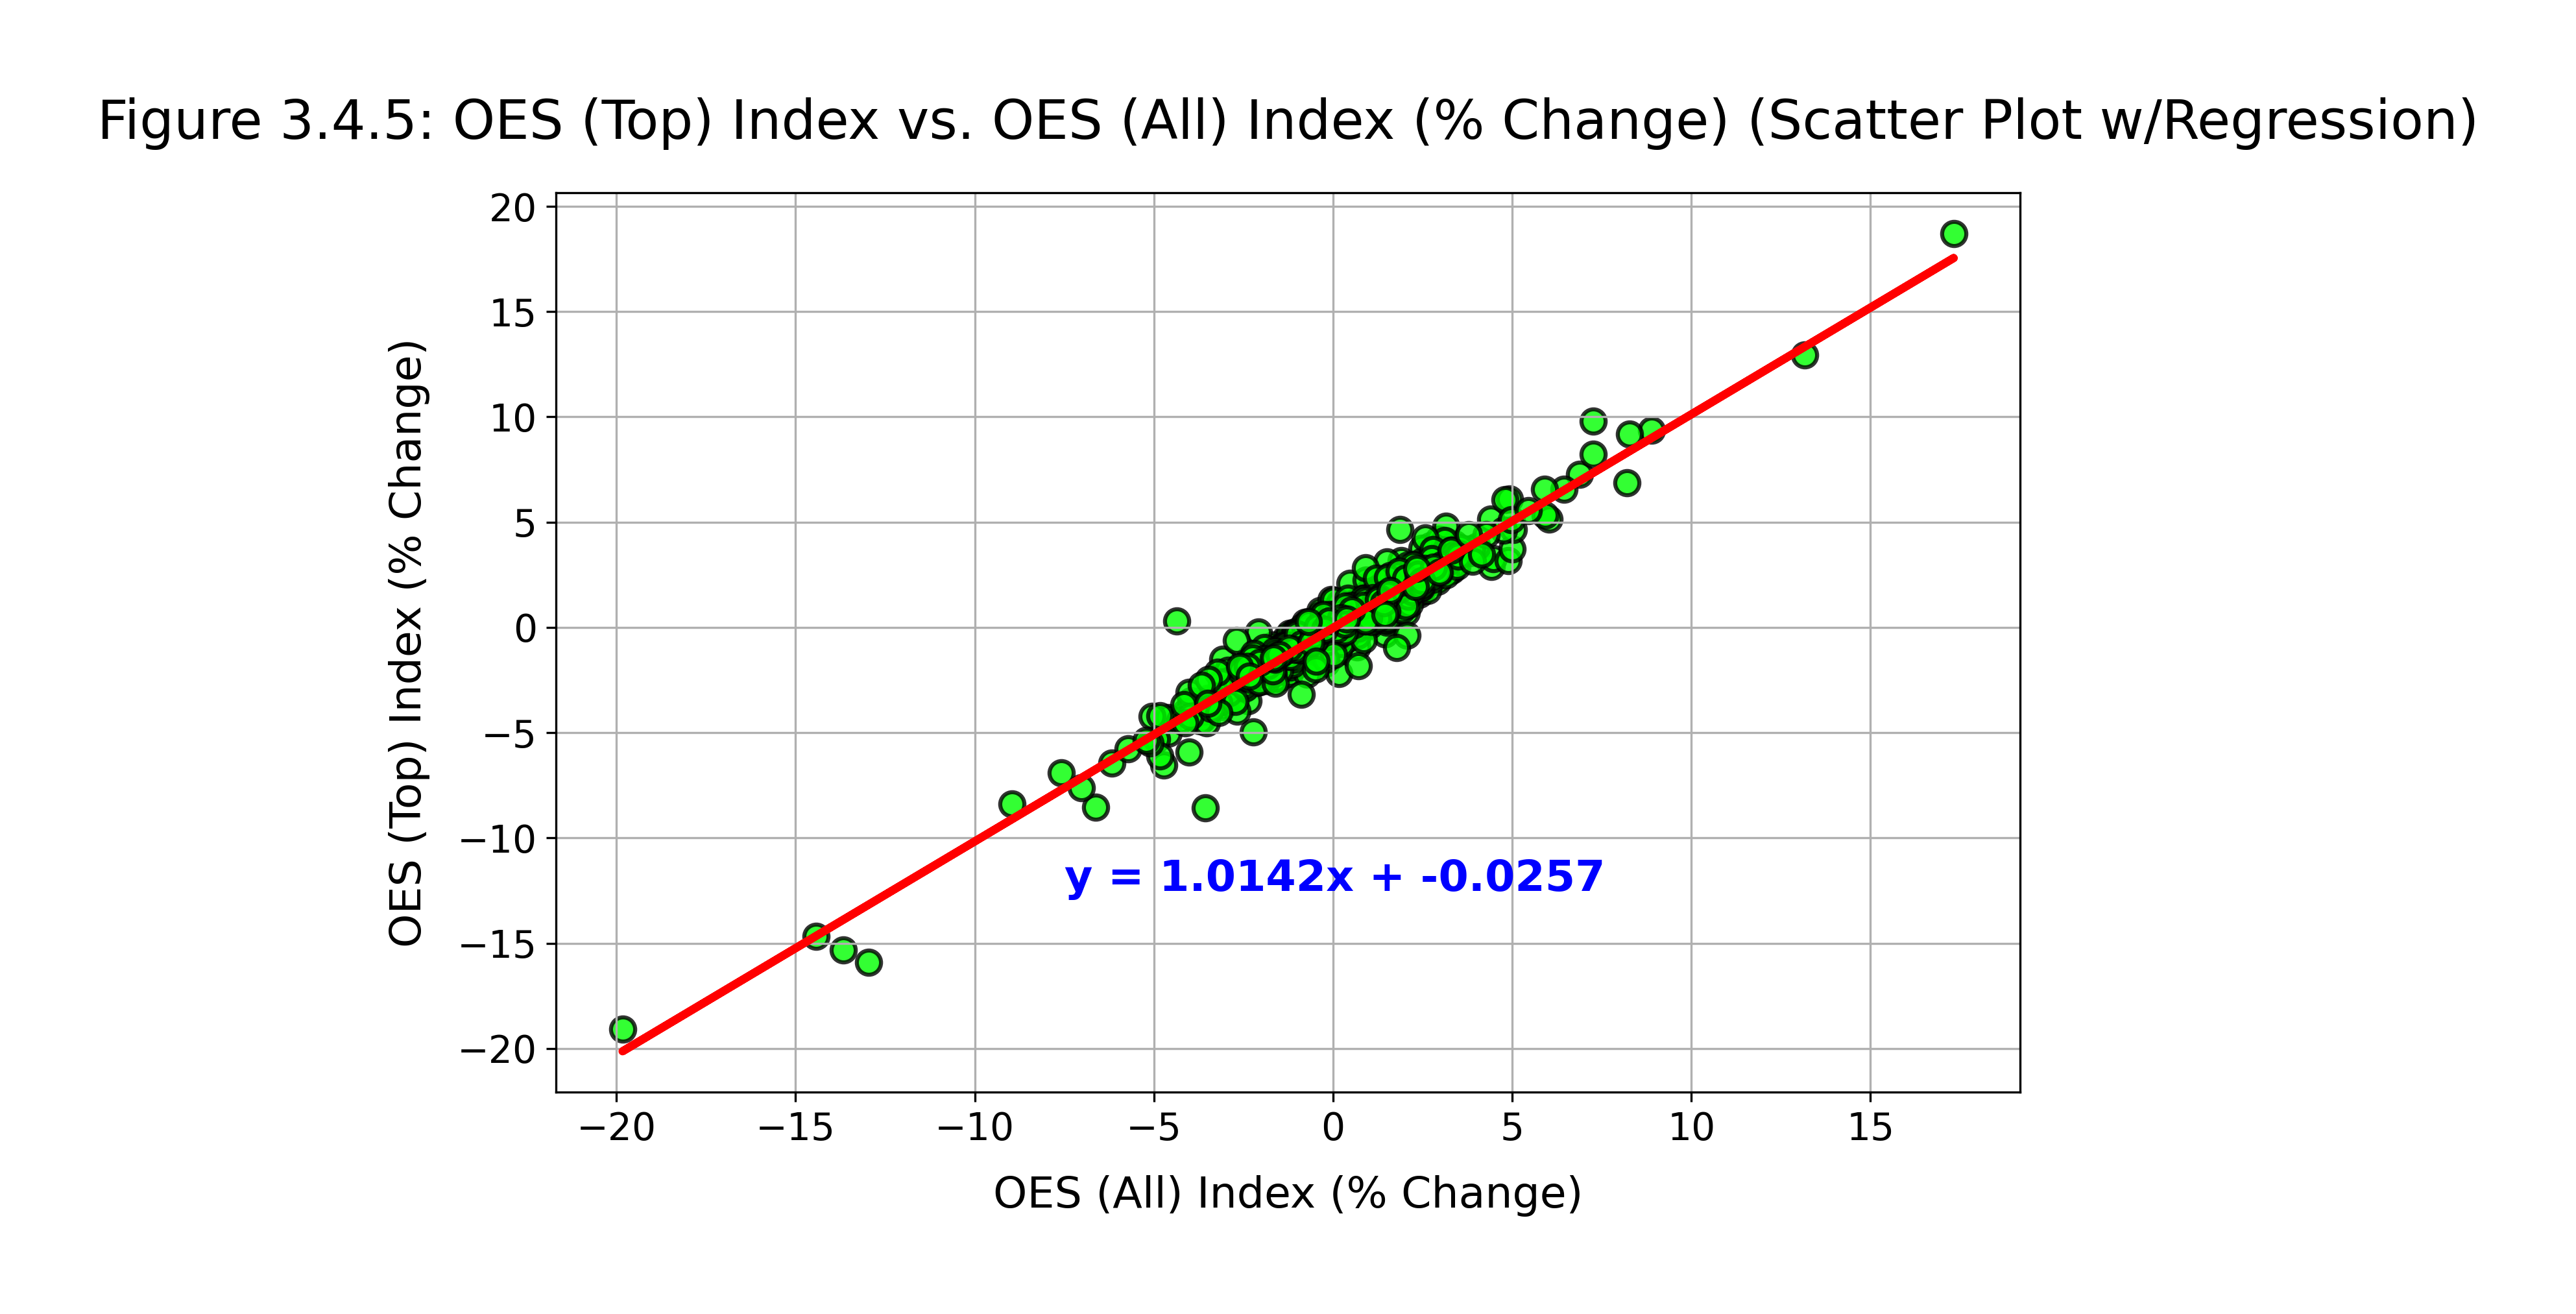 Figure 3.4.5: OES (Top) Index vs. OES (All) Index (% Change) (Scatter Plot w/Regression)
OES (Top) Index (% Change)
20
15
10
5
0
−5
−10
−15
−20
y = 1.0142x + -0.0257
−20 −15 −10 −5 0 5 10 15
OES (All) Index (% Change)